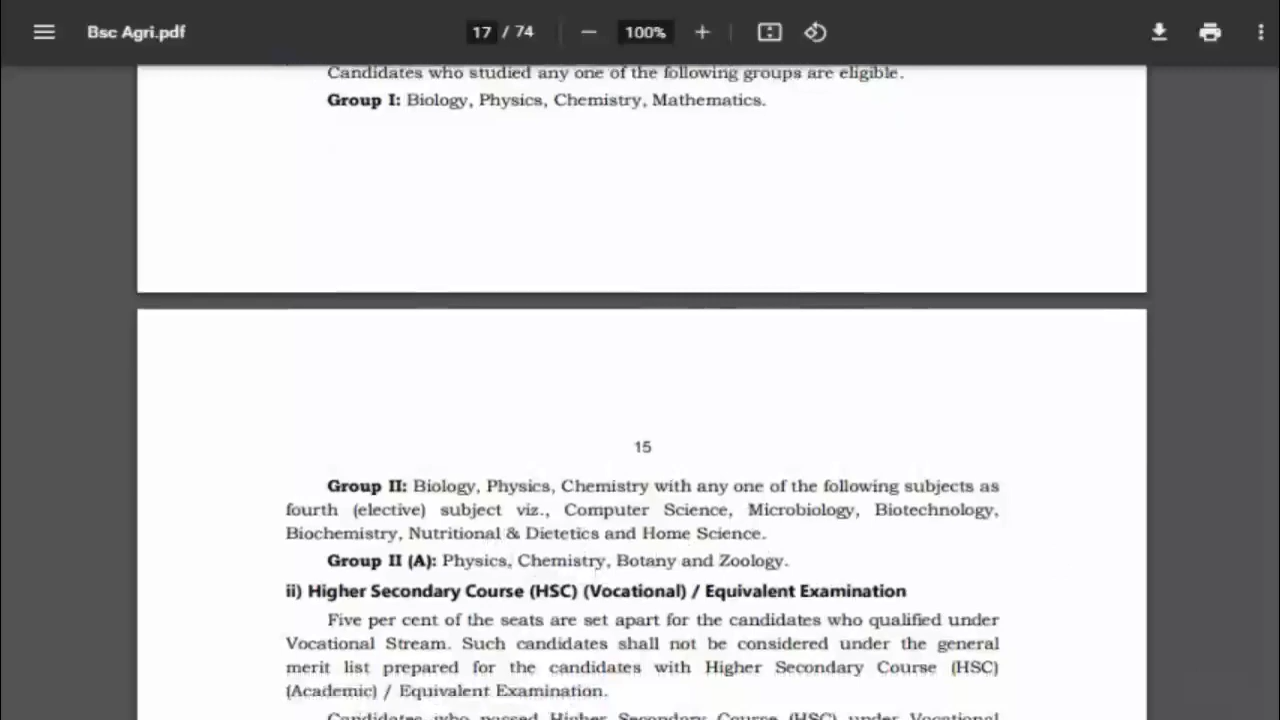 Bsc Agri.pdf
17 / 74
100%
Candidates who studied any one of the following groups are eligible.
Group I: Biology, Physics, Chemistry, Mathematics.
15
Group II: Biology, Physics, Chemistry with any one of the following subjects as
fourth (elective) subject viz., Computer Science, Microbiology, Biotechnology,
Biochemistry, Nutritional & Dietetics and Home Science.
Group II (A): Physics, Chemistry, Botany and Zoology.
ii) Higher Secondary Course (HSC) (Vocational) / Equivalent Examination
Five per cent of the seats are set apart for the candidates who qualified under
Vocational Stream. Such candidates shall not be considered under the general
merit list prepared for the candidates with Higher Secondary Course (HSC)
(Academic) / Equivalent Examination.
Candidates who passed Higher Secondary Course (HSC) under Vocational